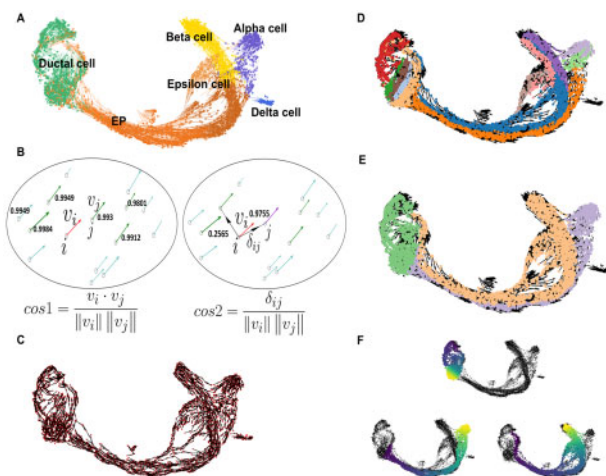 A
Beta cell
Alpha cell
Ductal cell
Epsilon cell
Delta cell
EP
B
0.9949
0.9949
0.9801
v_i
v_j
0.993
0.9984
i
j
0.9912
v_i
0.9755
0.2565
i
δ_ij
j
cos1 = v_i · v_j / ‖v_i‖ ‖v_j‖
cos2 = δ_ij / ‖v_i‖ ‖v_j‖
C
D
E
F